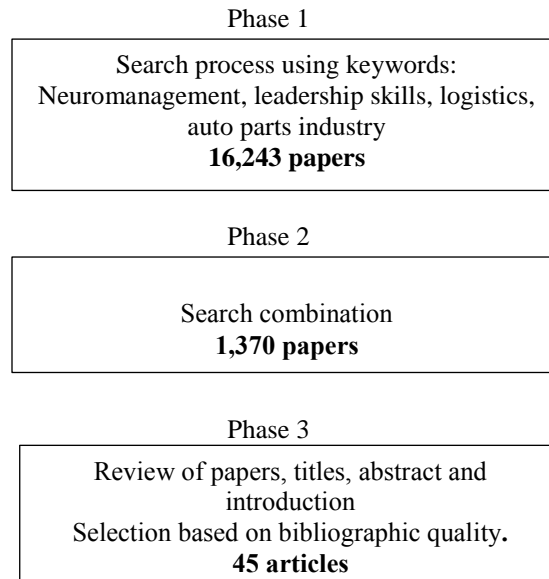 Phase 1
Search process using keywords:
Neuromanagement, leadership skills, logistics,
auto parts industry
16,243 papers
Phase 2
Search combination
1,370 papers
Phase 3
Review of papers, titles, abstract and
introduction
Selection based on bibliographic quality.
45 articles